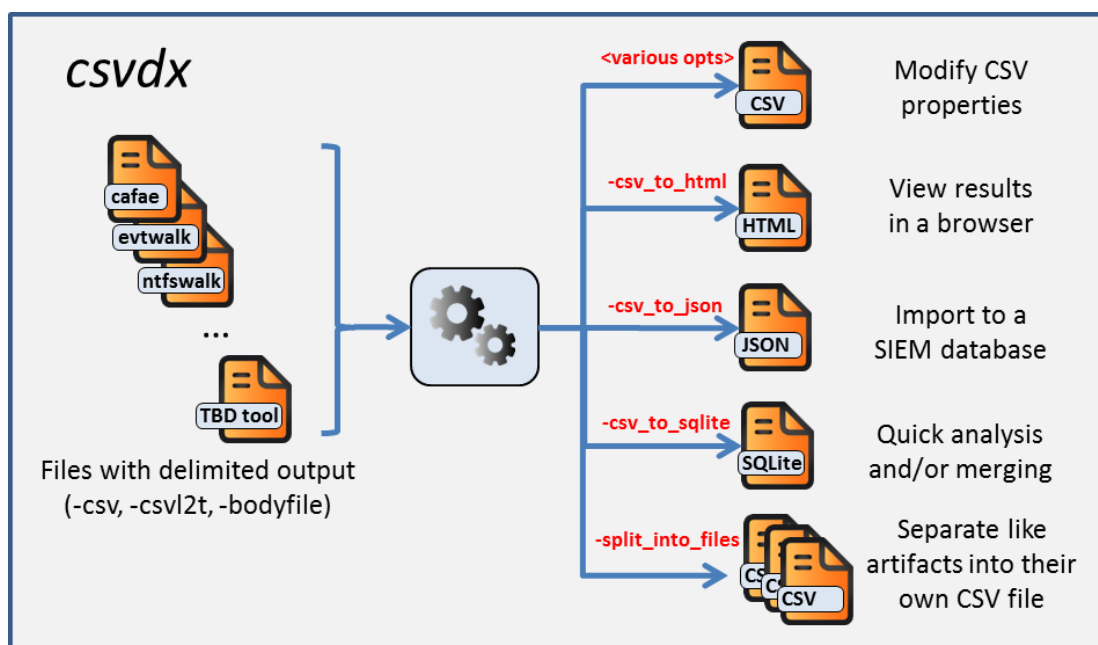 csvdx
cafae
evtwalk
ntfswalk
...
TBD tool
Files with delimited output
(-csv, -csvl2t, -bodyfile)
<various opts>
CSV
Modify CSV
properties
-csv_to_html
HTML
View results
in a browser
-csv_to_json
JSON
Import to a
SIEM database
-csv_to_sqlite
SQLite
Quick analysis
and/or merging
-split_into_files
CS
CS
CSV
Separate like
artifacts into their
own CSV file